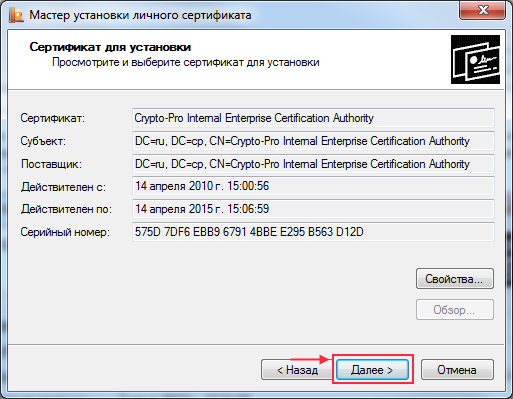 Мастер установки личного сертификата
Сертификат для установки
Просмотрите и выберите сертификат для установки
Сертификат: Crypto-Pro Internal Enterprise Certification Authority
Субъект: DC=ru, DC=cp, CN=Crypto-Pro Internal Enterprise Certification Authority
Поставщик: DC=ru, DC=cp, CN=Crypto-Pro Internal Enterprise Certification Authority
Действителен с: 14 апреля 2010 г. 15:00:56
Действителен по: 14 апреля 2015 г. 15:06:59
Серийный номер: 575D 7DF6 EBB9 6791 4BBE E295 B563 D12D
Свойства...
Обзор...
< Назад Далее > Отмена